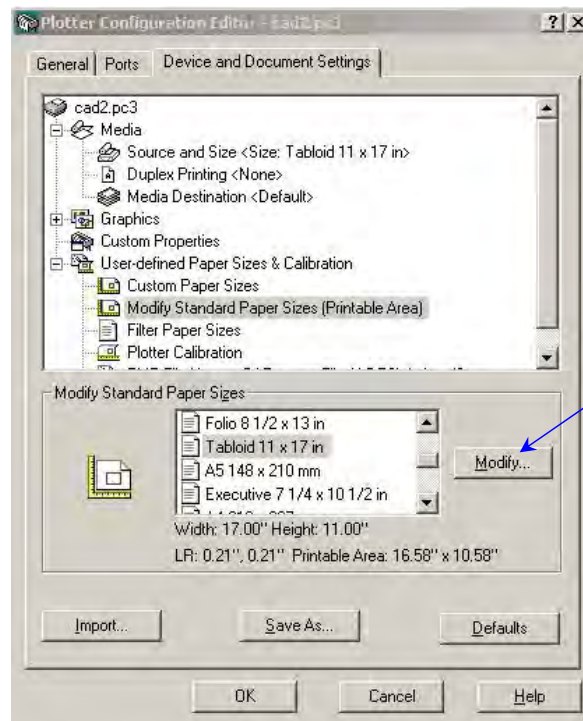 Plotter Configuration Editor - cad2.pc3
General
Ports
Device and Document Settings
cad2.pc3
Media
Source and Size <Size: Tabloid 11 x 17 in>
Duplex Printing <None>
Media Destination <Default>
Graphics
Custom Properties
User-defined Paper Sizes & Calibration
Custom Paper Sizes
Modify Standard Paper Sizes (Printable Area)
Filter Paper Sizes
Plotter Calibration
Modify Standard Paper Sizes
Folio 8 1/2 x 13 in
Tabloid 11 x 17 in
A5 148 x 210 mm
Executive 7 1/4 x 10 1/2 in
Modify...
Width: 17.00" Height: 11.00"
LR: 0.21", 0.21" Printable Area: 16.58" x 10.58"
Import...
Save As...
Defaults
OK
Cancel
Help